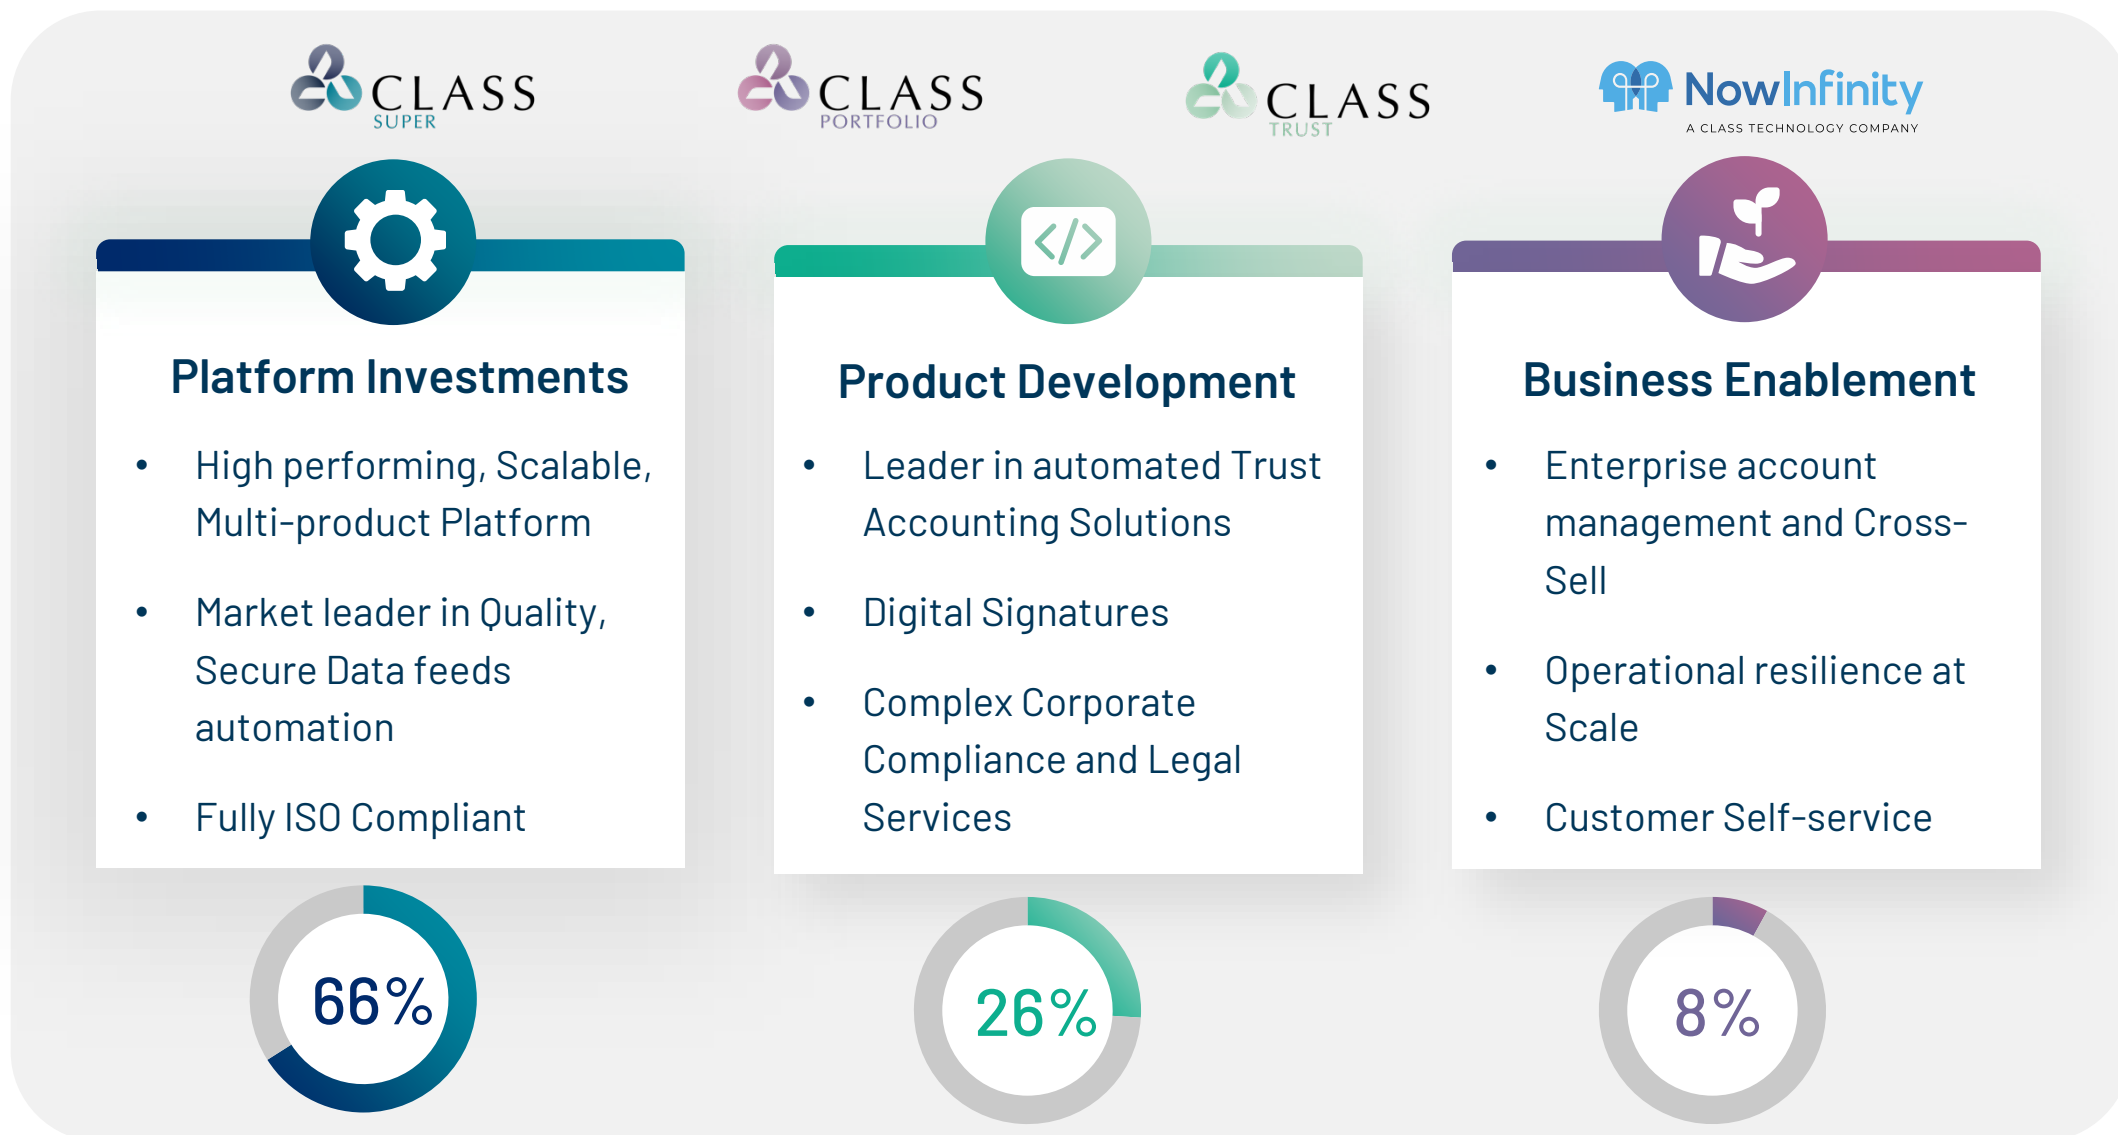 CLASS
SUPER
CLASS
PORTFOLIO
CLASS
TRUST
NowInfinity
A CLASS TECHNOLOGY COMPANY
Platform Investments
• High performing, Scalable,
Multi-product Platform
• Market leader in Quality,
Secure Data feeds
automation
• Fully ISO Compliant
66%
</>
Product Development
• Leader in automated Trust
Accounting Solutions
• Digital Signatures
• Complex Corporate
Compliance and Legal
Services
26%
Business Enablement
• Enterprise account
management and Cross-
Sell
• Operational resilience at
Scale
• Customer Self-service
8%